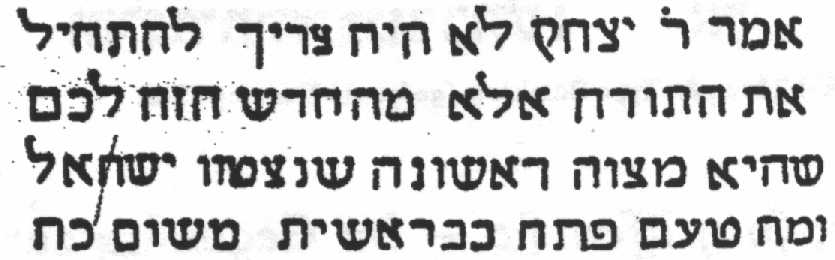 אמר ר׳ יצחק לא היה צריך להתחיל
את התורה אלא מהחדש הזה לכם
שהיא מצוה ראשונה שנצטוו ישראל
ומה טעם פתח בבראשית משום כח